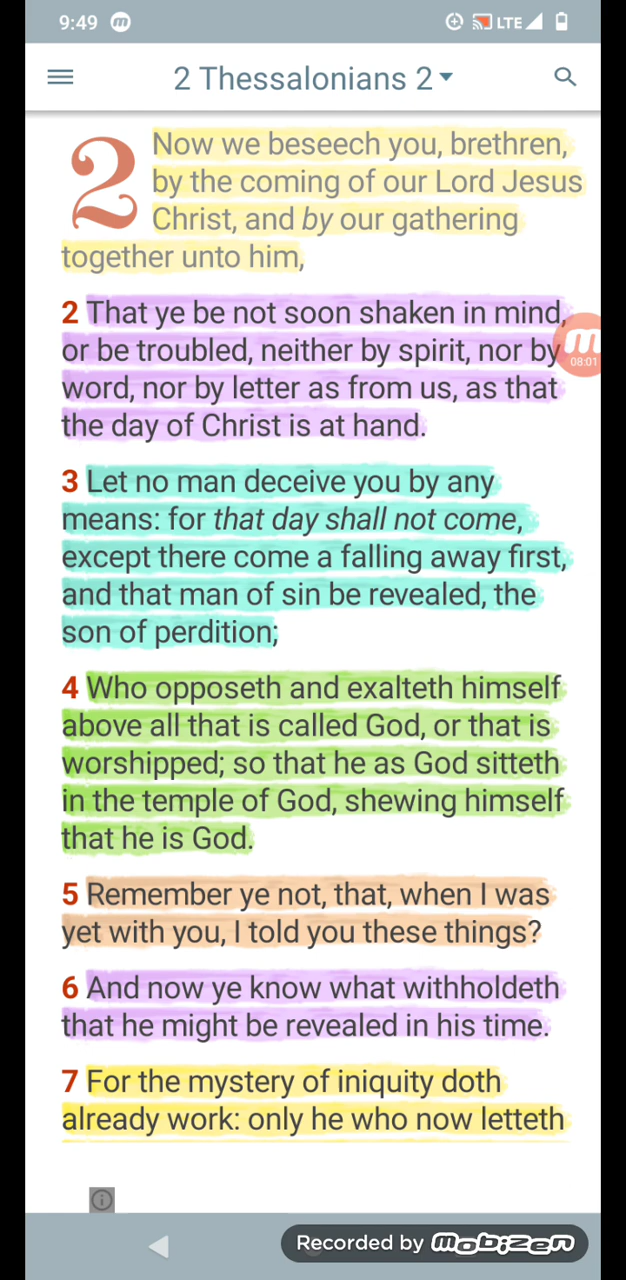 9:49 m LTE
2 Thessalonians 2
2 Now we beseech you, brethren,
by the coming of our Lord Jesus
Christ, and by our gathering
together unto him,
2 That ye be not soon shaken in mind,
or be troubled, neither by spirit, nor by
word, nor by letter as from us, as that
the day of Christ is at hand.
m
08:01
3 Let no man deceive you by any
means: for that day shall not come,
except there come a falling away first,
and that man of sin be revealed, the
son of perdition;
4 Who opposeth and exalteth himself
above all that is called God, or that is
worshipped; so that he as God sitteth
in the temple of God, shewing himself
that he is God.
5 Remember ye not, that, when I was
yet with you, I told you these things?
6 And now ye know what withholdeth
that he might be revealed in his time.
7 For the mystery of iniquity doth
already work: only he who now letteth
Recorded by mobizen